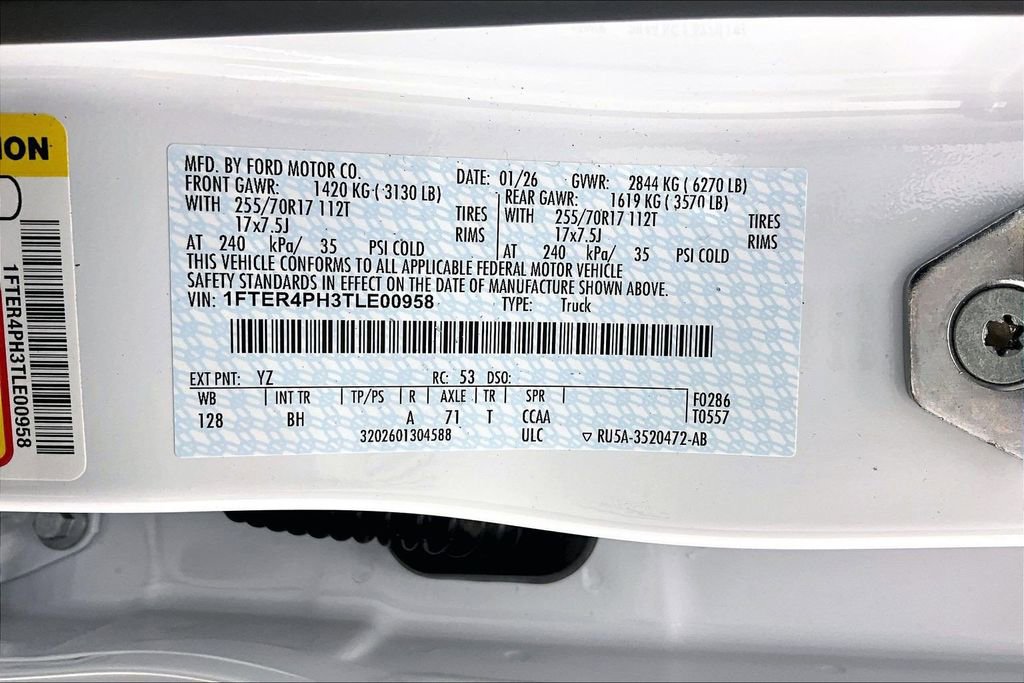 ION
1FTER4PH3TLE00958
MFD. BY FORD MOTOR CO.
DATE: 01/26 GVWR: 2844 KG ( 6270 LB)
FRONT GAWR: 1420 KG ( 3130 LB) REAR GAWR: 1619 KG ( 3570 LB)
WITH 255/70R17 112T TIRES WITH 255/70R17 112T TIRES
17x7.5J RIMS 17x7.5J RIMS
AT 240 kPa/ 35 PSI COLD AT 240 kPa/ 35 PSI COLD
THIS VEHICLE CONFORMS TO ALL APPLICABLE FEDERAL MOTOR VEHICLE
SAFETY STANDARDS IN EFFECT ON THE DATE OF MANUFACTURE SHOWN ABOVE.
VIN: 1FTER4PH3TLE00958 TYPE: Truck
EXT PNT: YZ RC: 53 DSO:
WB INT TR TP/PS R AXLE TR SPR F0286
128 BH A 71 T CCAA T0557
3202601304588 ULC ▽ RU5A-3520472-AB